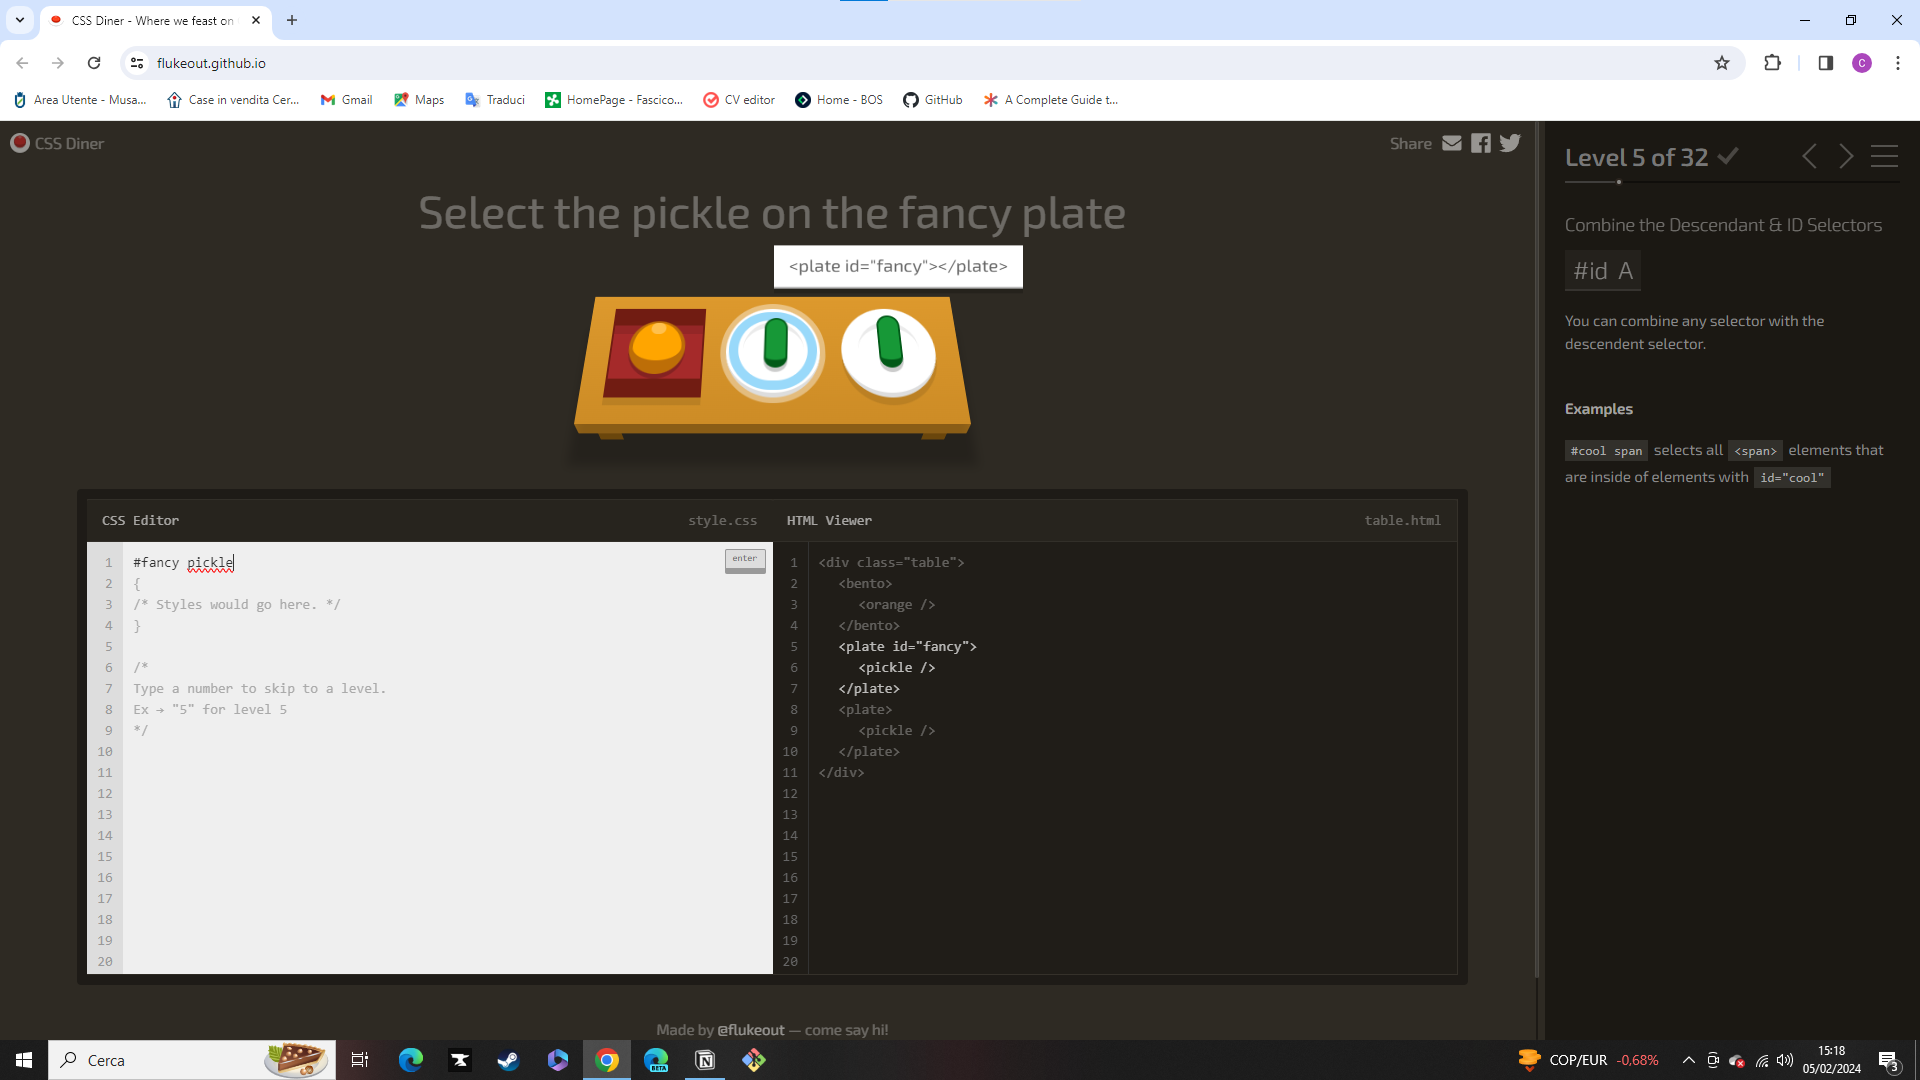 CSS Diner - Where we feast on
flukeout.github.io
C
Area Utente - Musa...
Case in vendita Cer...
Gmail
Maps
Traduci
HomePage - Fascico...
CV editor
Home - BOS
GitHub
A Complete Guide t...
CSS Diner
Share
Select the pickle on the fancy plate
<plate id="fancy"></plate>
CSS Editor
style.css
HTML Viewer
table.html
1 #fancy pickle
enter
2 {
3 /* Styles would go here. */
4 }
5
6 /*
7 Type a number to skip to a level.
8 Ex → "5" for level 5
9 */
10
11
12
13
14
15
16
17
18
19
20
1 <div class="table">
2 <bento>
3 <orange />
4 </bento>
5 <plate id="fancy">
6 <pickle />
7 </plate>
8 <plate>
9 <pickle />
10 </plate>
11 </div>
12
13
14
15
16
17
18
19
20
Made by @flukeout — come say hi!
Level 5 of 32
Combine the Descendant & ID Selectors
#id A
You can combine any selector with the
descendent selector.
Examples
#cool span selects all <span> elements that
are inside of elements with id="cool"
Cerca
BETA
COP/EUR -0,68%
15:18
05/02/2024
3